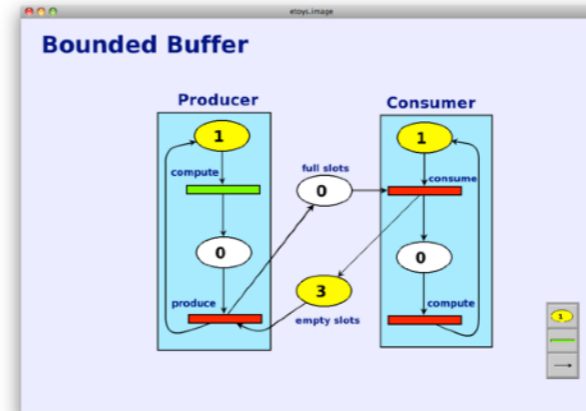 etoys.image
Bounded Buffer
Producer
Consumer
1
1
compute
full slots
consume
0
0
0
3
produce
empty slots
compute
1